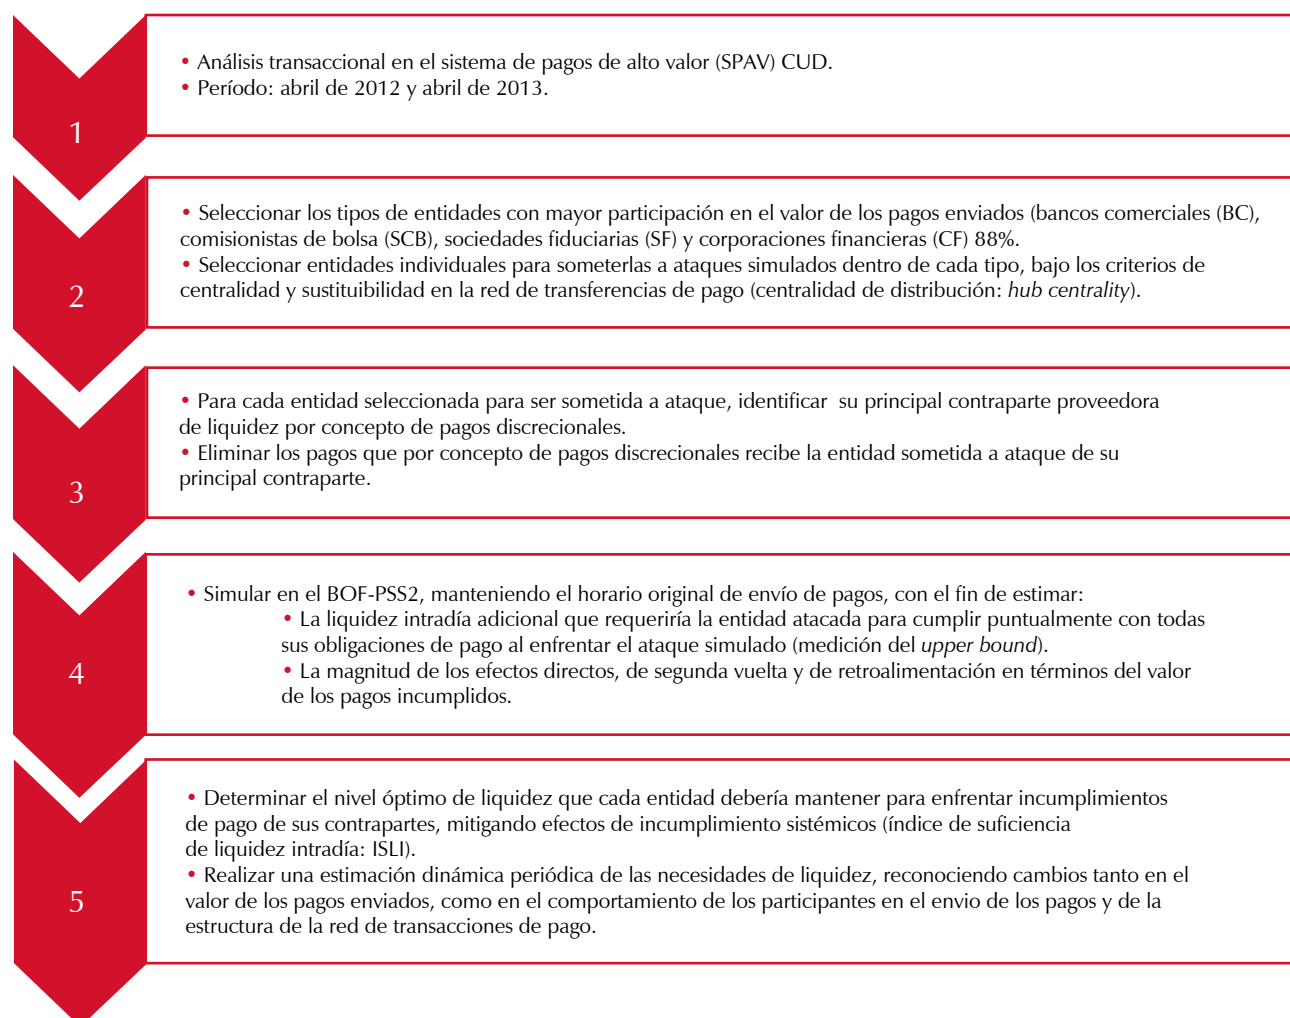 1
• Análisis transaccional en el sistema de pagos de alto valor (SPAV) CUD.
• Período: abril de 2012 y abril de 2013.
2
• Seleccionar los tipos de entidades con mayor participación en el valor de los pagos enviados (bancos comerciales (BC),
comisionistas de bolsa (SCB), sociedades fiduciarias (SF) y corporaciones financieras (CF) 88%.
• Seleccionar entidades individuales para someterlas a ataques simulados dentro de cada tipo, bajo los criterios de
centralidad y sustituibilidad en la red de transferencias de pago (centralidad de distribución: hub centrality).
3
• Para cada entidad seleccionada para ser sometida a ataque, identificar su principal contraparte proveedora
de liquidez por concepto de pagos discrecionales.
• Eliminar los pagos que por concepto de pagos discrecionales recibe la entidad sometida a ataque de su
principal contraparte.
4
• Simular en el BOF-PSS2, manteniendo el horario original de envío de pagos, con el fin de estimar:
• La liquidez intradía adicional que requeriría la entidad atacada para cumplir puntualmente con todas
sus obligaciones de pago al enfrentar el ataque simulado (medición del upper bound).
• La magnitud de los efectos directos, de segunda vuelta y de retroalimentación en términos del valor
de los pagos incumplidos.
5
• Determinar el nivel óptimo de liquidez que cada entidad debería mantener para enfrentar incumplimientos
de pago de sus contrapartes, mitigando efectos de incumplimiento sistémicos (índice de suficiencia
de liquidez intradía: ISLI).
• Realizar una estimación dinámica periódica de las necesidades de liquidez, reconociendo cambios tanto en el
valor de los pagos enviados, como en el comportamiento de los participantes en el envio de los pagos y de la
estructura de la red de transacciones de pago.